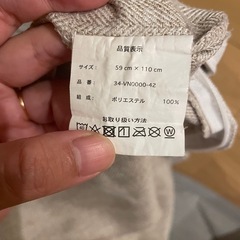 品質表示
サイズ： 59 cm × 110 cm
品番： 34-VN0000-42
組成： ポリエステル 100%
お取り扱い方法